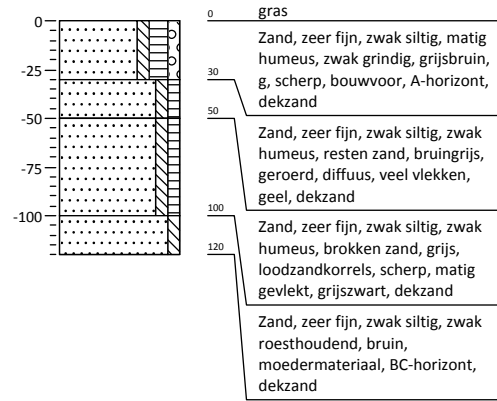 0
-25
-50
-75
-100
0
30
50
100
120
gras
Zand, zeer fijn, zwak siltig, matig
humeus, zwak grindig, grijsbruin,
g, scherp, bouwvoor, A-horizont,
dekzand
Zand, zeer fijn, zwak siltig, zwak
humeus, resten zand, bruingrijs,
geroerd, diffuus, veel vlekken,
geel, dekzand
Zand, zeer fijn, zwak siltig, zwak
humeus, brokken zand, grijs,
loodzandkorrels, scherp, matig
gevlekt, grijszwart, dekzand
Zand, zeer fijn, zwak siltig, zwak
roesthoudend, bruin,
moedermateriaal, BC-horizont,
dekzand